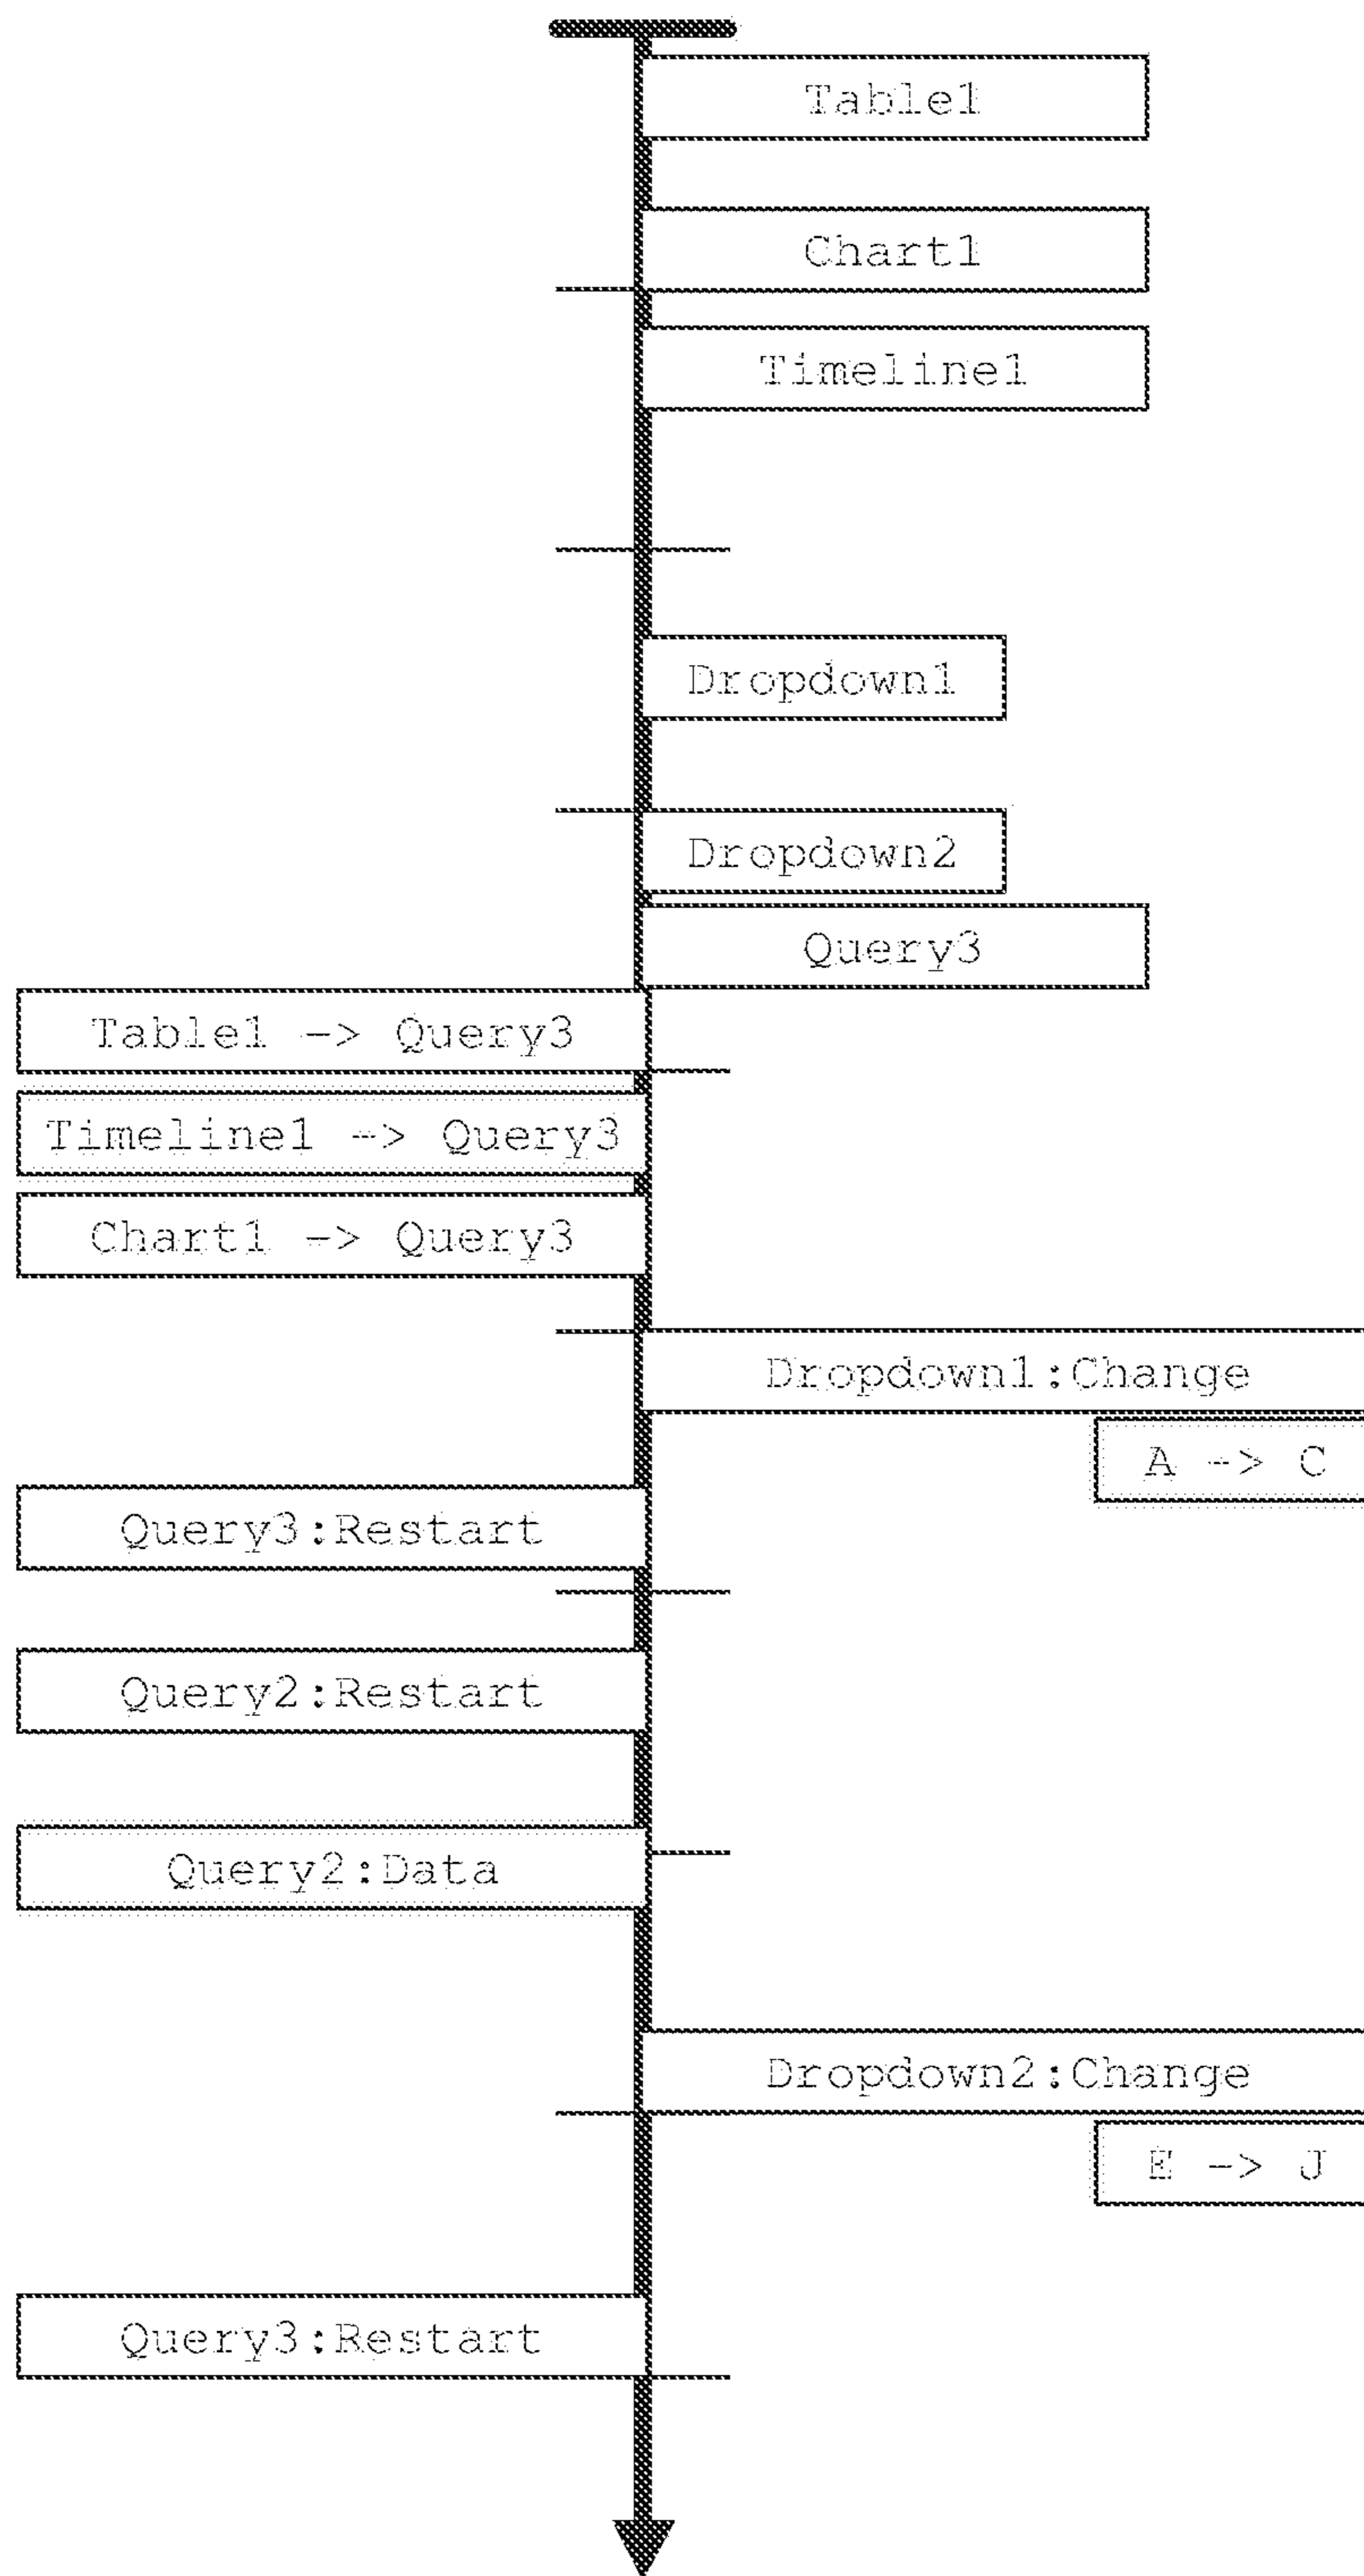 Table1
Chart1
Timeline1
Dropdown1
Dropdown2
Query3
Table1 -> Query3
Timeline1 -> Query3
Chart1 -> Query3
Dropdown1:Change
A -> C
Query3:Restart
Query2:Restart
Query2:Data
Dropdown2:Change
E -> J
Query3:Restart